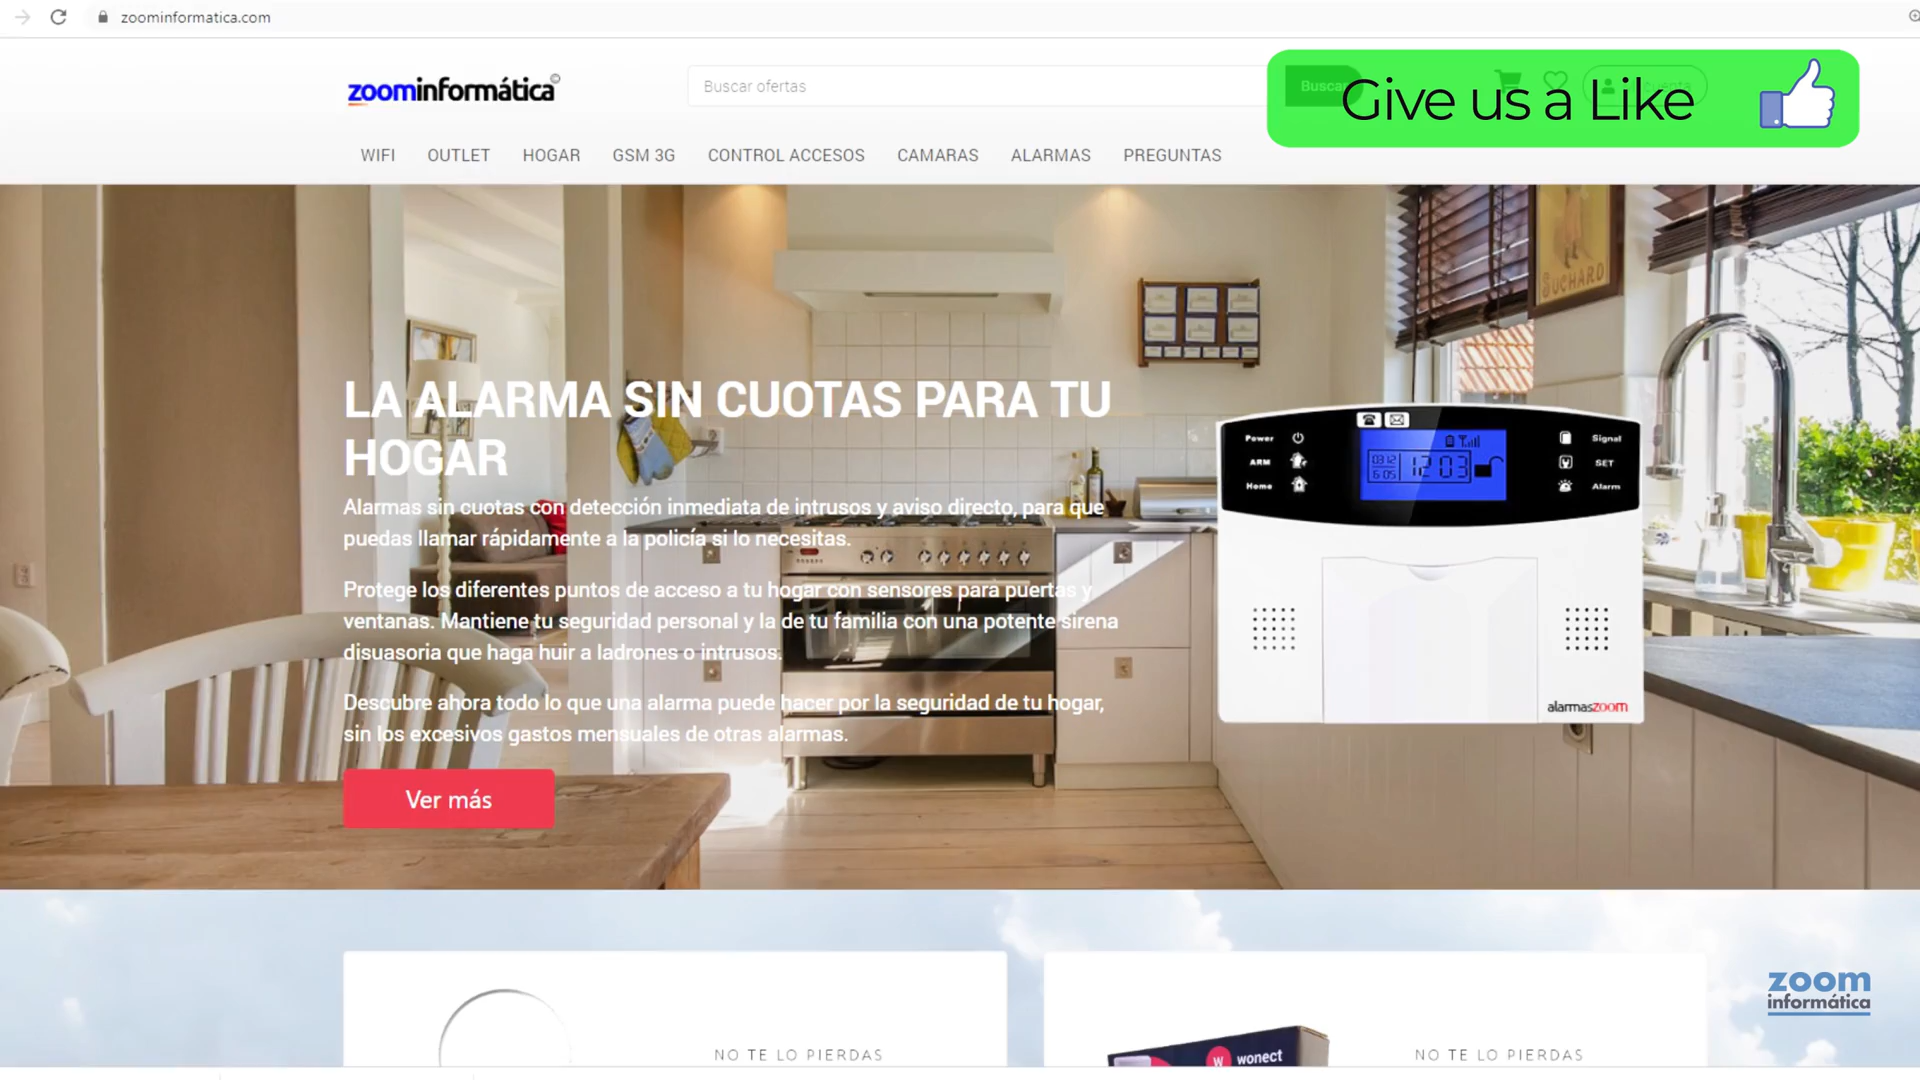 zoominformatica.com
zoominformática©
Buscar ofertas
Give us a Like
WIFI OUTLET HOGAR GSM 3G CONTROL ACCESOS CAMARAS ALARMAS PREGUNTAS
SUCHARD
LA ALARMA SIN CUOTAS PARA TU
HOGAR
Alarmas sin cuotas con detección inmediata de intrusos y aviso directo, para que
puedas llamar rápidamente a la policía si lo necesitas.
Protege los diferentes puntos de acceso a tu hogar con sensores para puertas y
ventanas. Mantiene tu seguridad personal y la de tu familia con una potente sirena
disuasoria que haga huir a ladrones o intrusos.
Descubre ahora todo lo que una alarma puede hacer por la seguridad de tu hogar,
sin los excesivos gastos mensuales de otras alarmas.
Ver más
Power Signal
ARM SET
Home Alarm
12:03
alarmaszoom
zoom
informática
NO TE LO PIERDAS
W wonect
NO TE LO PIERDAS